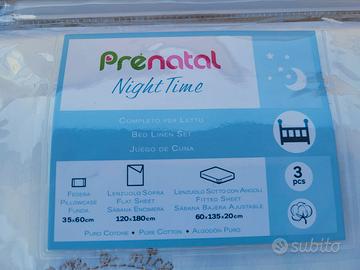 Prénatal
Night Time
Completo per Letto
Bed Linen Set
Juego de Cuna
3
pcs
Federa
Pillowcase
Funda
35x60cm
Lenzuolo Sopra
Flat Sheet
Sábana Encimera
120x180cm
Lenzuolo Sotto con Angoli
Fitted Sheet
Sábana Bajera Ajustable
60x135x20cm
Puro Cotone • Pure Cotton • Algodón Puro
subito